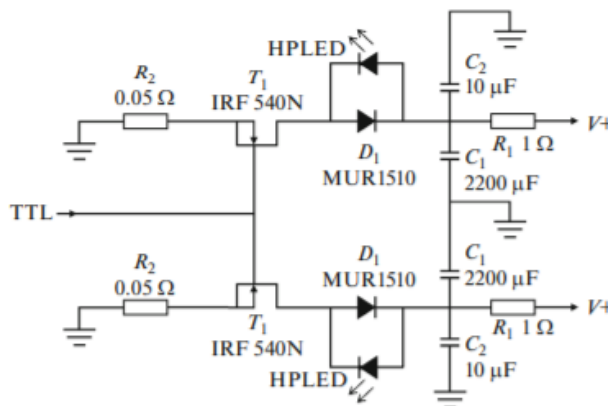 HPLED
R2
0.05 Ω
T1
IRF 540N
C2
10 µF
D1
MUR1510
R1 1 Ω
V+
C1
2200 µF
TTL
R2
0.05 Ω
T1
IRF 540N
D1
MUR1510
HPLED
C1
2200 µF
R1 1 Ω
V+
C2
10 µF